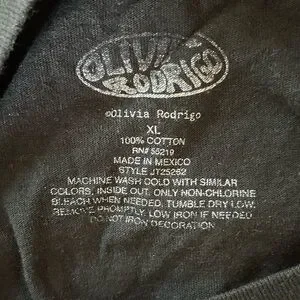 OLIVIA
RODRIGO
©Olivia Rodrigo
XL
100% COTTON
RN# 55219
MADE IN MEXICO
STYLE JT25262
MACHINE WASH COLD WITH SIMILAR
COLORS, INSIDE OUT. ONLY NON-CHLORINE
BLEACH WHEN NEEDED. TUMBLE DRY LOW.
REMOVE PROMPTLY. LOW IRON IF NEEDED.
DO NOT IRON DECORATION